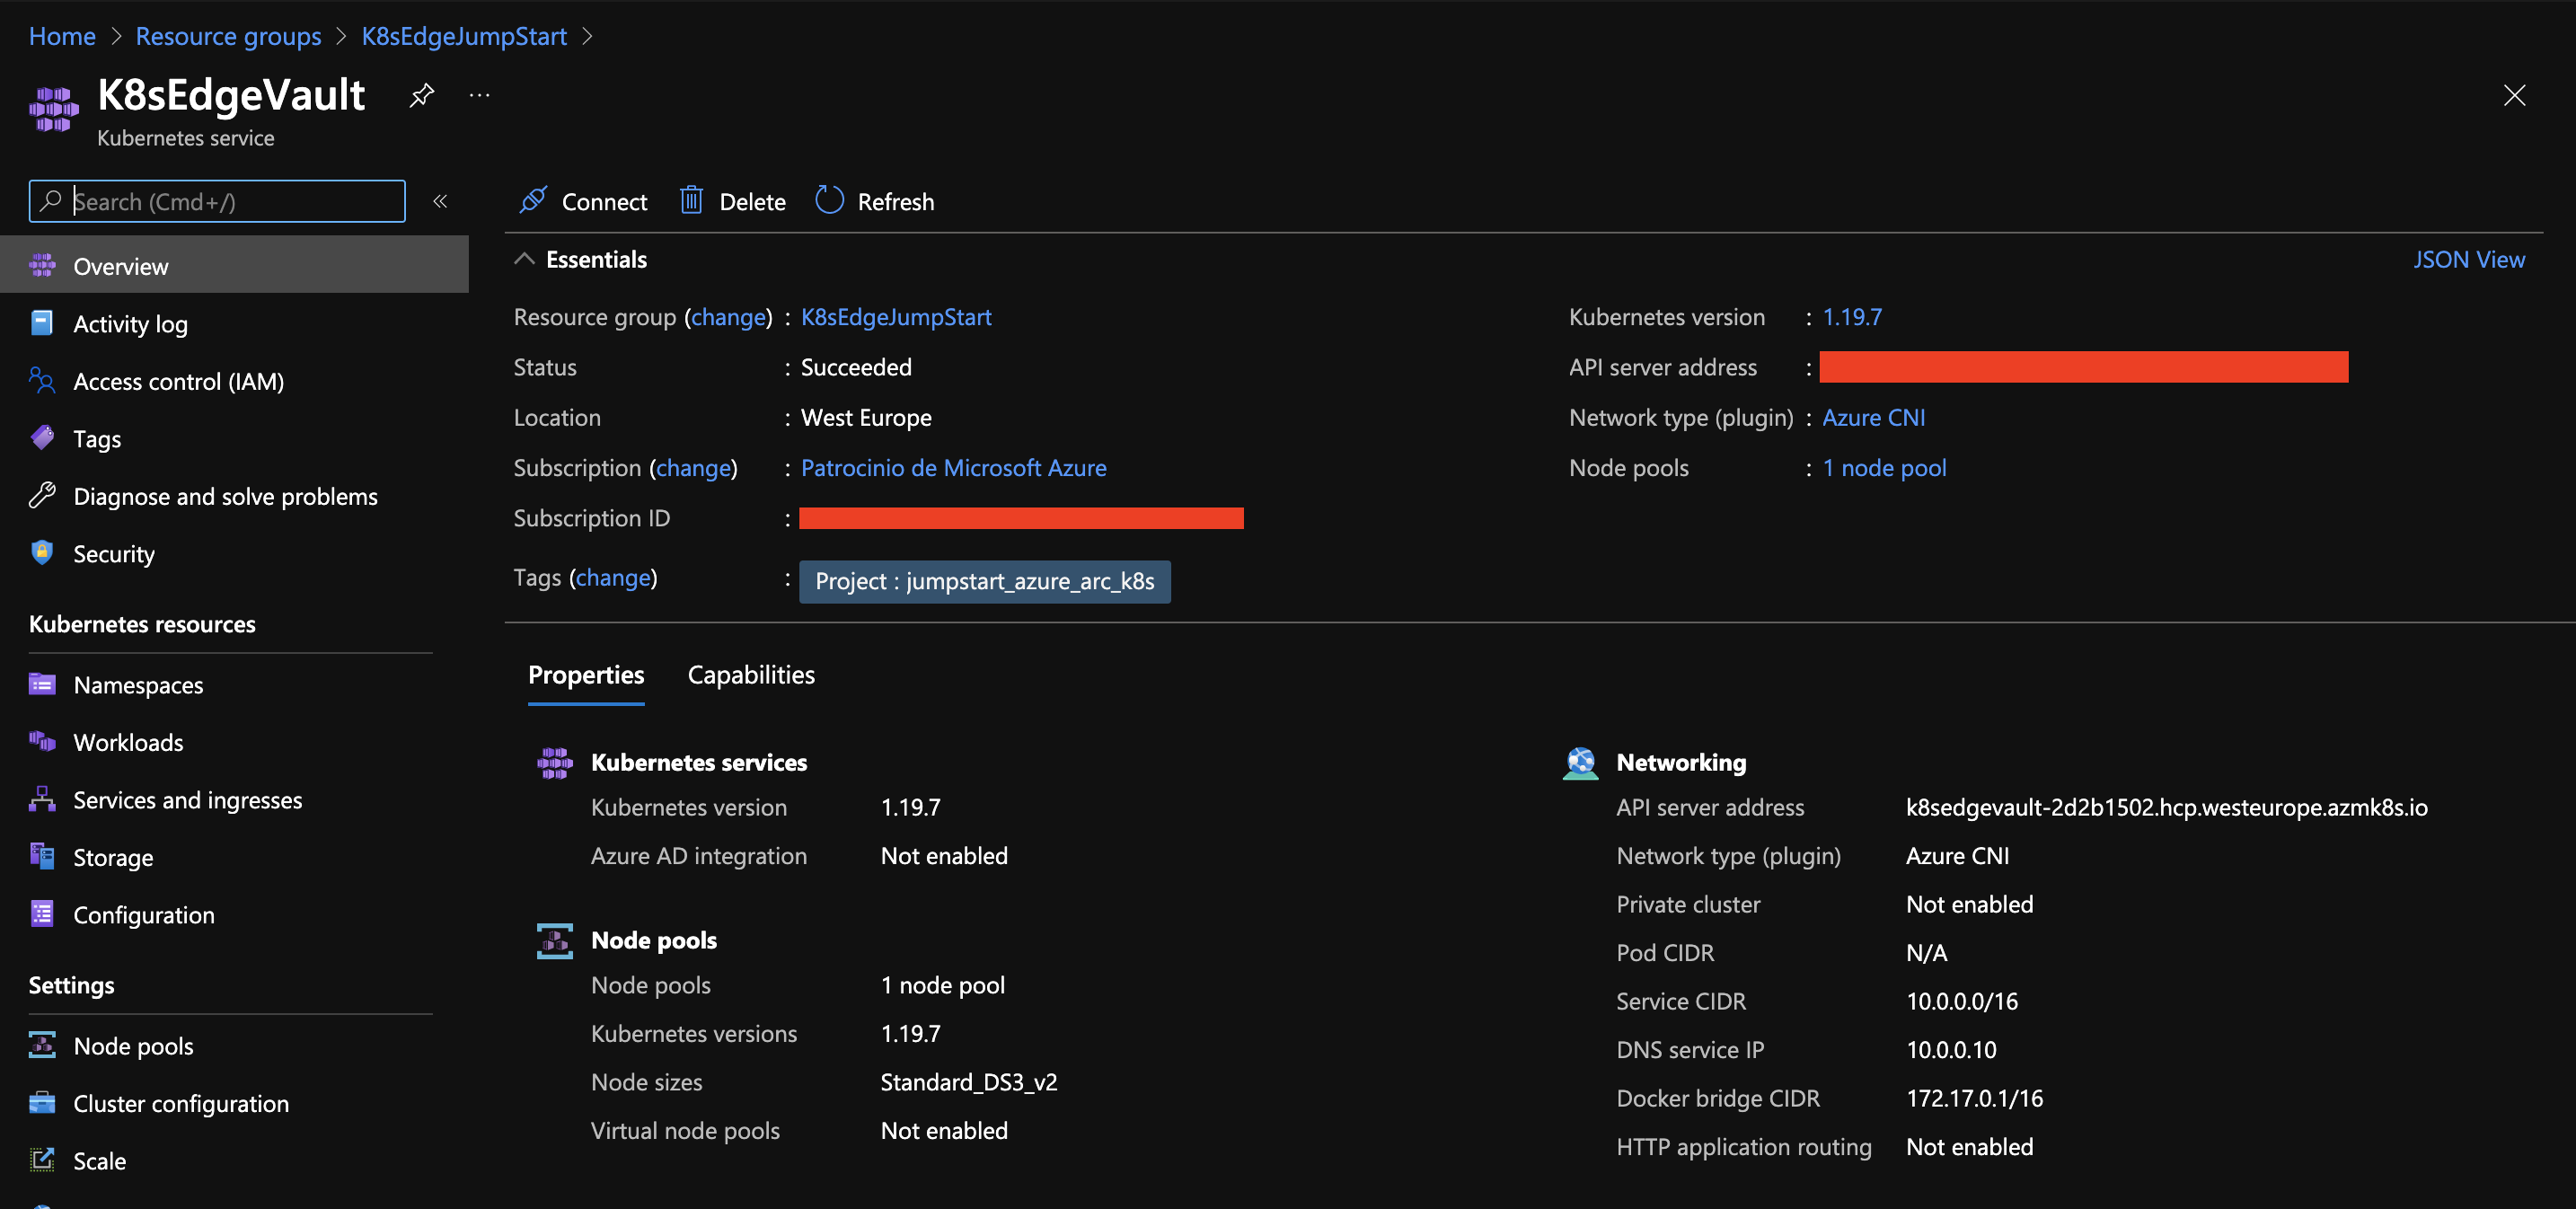 Home > Resource groups > K8sEdgeJumpStart >
K8sEdgeVault
Kubernetes service
Search (Cmd+/)
Overview
Activity log
Access control (IAM)
Tags
Diagnose and solve problems
Security
Kubernetes resources
Namespaces
Workloads
Services and ingresses
Storage
Configuration
Settings
Node pools
Cluster configuration
Scale
Connect Delete Refresh
Essentials
JSON View
Resource group (change) : K8sEdgeJumpStart
Status : Succeeded
Location : West Europe
Subscription (change) : Patrocinio de Microsoft Azure
Subscription ID :
Tags (change) : Project : jumpstart_azure_arc_k8s
Kubernetes version : 1.19.7
API server address :
Network type (plugin) : Azure CNI
Node pools : 1 node pool
Properties Capabilities
Kubernetes services
Kubernetes version 1.19.7
Azure AD integration Not enabled
Node pools
Node pools 1 node pool
Kubernetes versions 1.19.7
Node sizes Standard_DS3_v2
Virtual node pools Not enabled
Networking
API server address k8sedgevault-2d2b1502.hcp.westeurope.azmk8s.io
Network type (plugin) Azure CNI
Private cluster Not enabled
Pod CIDR N/A
Service CIDR 10.0.0.0/16
DNS service IP 10.0.0.10
Docker bridge CIDR 172.17.0.1/16
HTTP application routing Not enabled